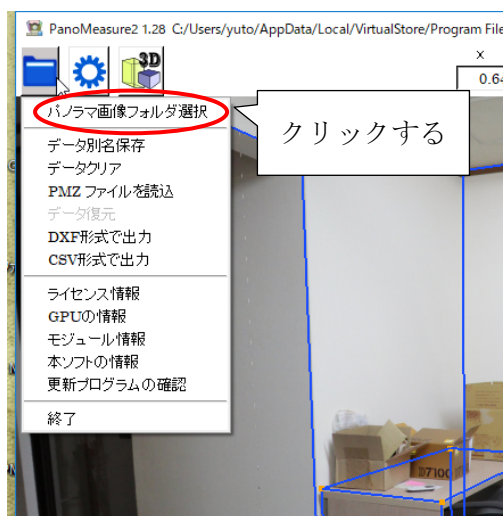 PanoMeasure2 1.28 C:/Users/yuto/AppData/Local/VirtualStore/Program File
3D
x
0.64
パノラマ画像フォルダ選択
クリックする
データ別名保存
データクリア
PMZ ファイルを読込
データ復元
DXF形式で出力
CSV形式で出力
ライセンス情報
GPUの情報
モジュール情報
本ソフトの情報
更新プログラムの確認
終了
D7100